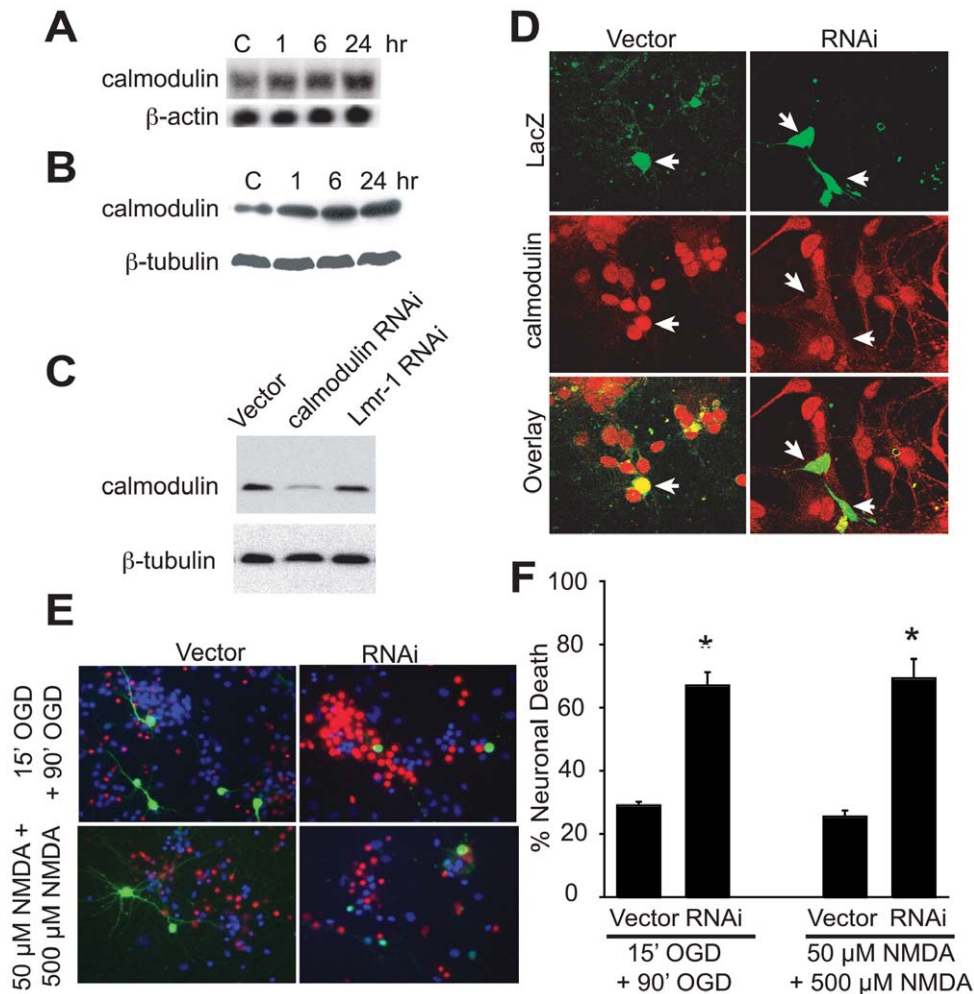 A
C 1 6 24 hr
calmodulin
β-actin
B
C 1 6 24 hr
calmodulin
β-tubulin
C
Vector
calmodulin RNAi
Lmr-1 RNAi
calmodulin
β-tubulin
D
Vector RNAi
LacZ
calmodulin
Overlay
E
Vector RNAi
15' OGD
+ 90' OGD
50 µM NMDA +
500 µM NMDA
F
% Neuronal Death
100
80
60
40
20
0
* *
Vector RNAi Vector RNAi
15' OGD
+ 90' OGD
50 µM NMDA
+ 500 µM NMDA